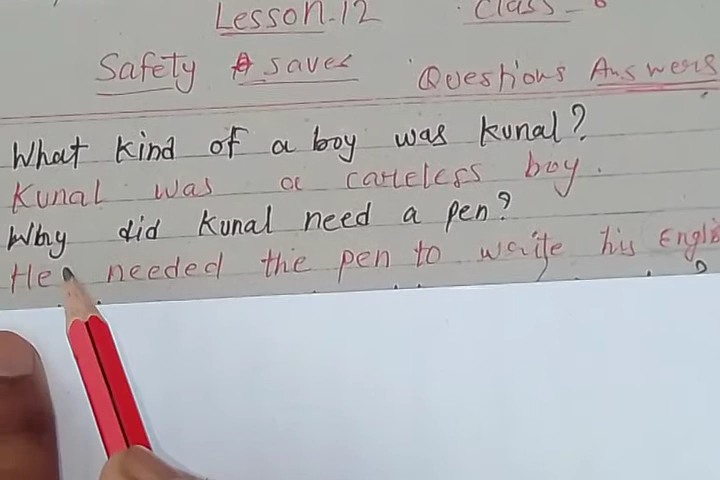 Lesson.12 Class_6
Safety saves Questions Answers
What kind of a boy was kunal?
Kunal was a careless boy.
Why did kunal need a pen?
He needed the pen to write his